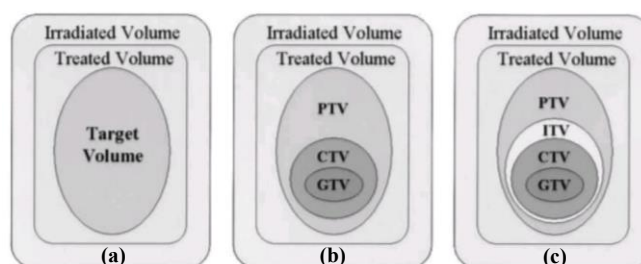 Irradiated Volume
Treated Volume
Target
Volume
(a)
Irradiated Volume
Treated Volume
PTV
CTV
GTV
(b)
Irradiated Volume
Treated Volume
PTV
ITV
CTV
GTV
(c)